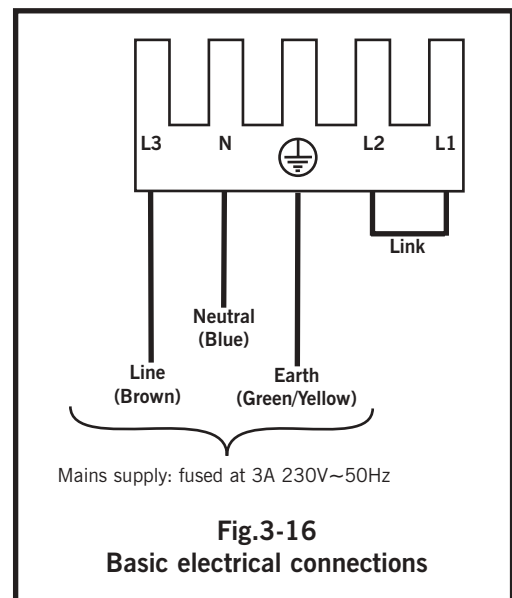 L3 N L2 L1
Link
Neutral
(Blue)
Line
(Brown)
Earth
(Green/Yellow)
Mains supply: fused at 3A 230V~50Hz
Fig.3-16
Basic electrical connections